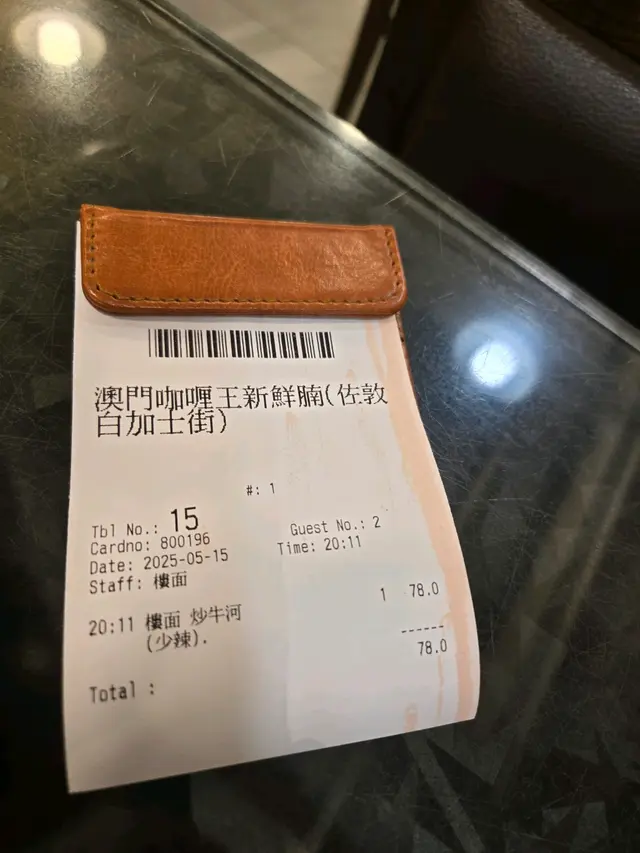 澳門咖喱王新鮮腩(佐敦
白加士街)
#: 1
Tbl No.: 15
Guest No.: 2
Cardno: 800196
Time: 20:11
Date: 2025-05-15
Staff: 樓面
20:11 樓面 炒牛河 1 78.0
(少辣).
------
78.0
Total :